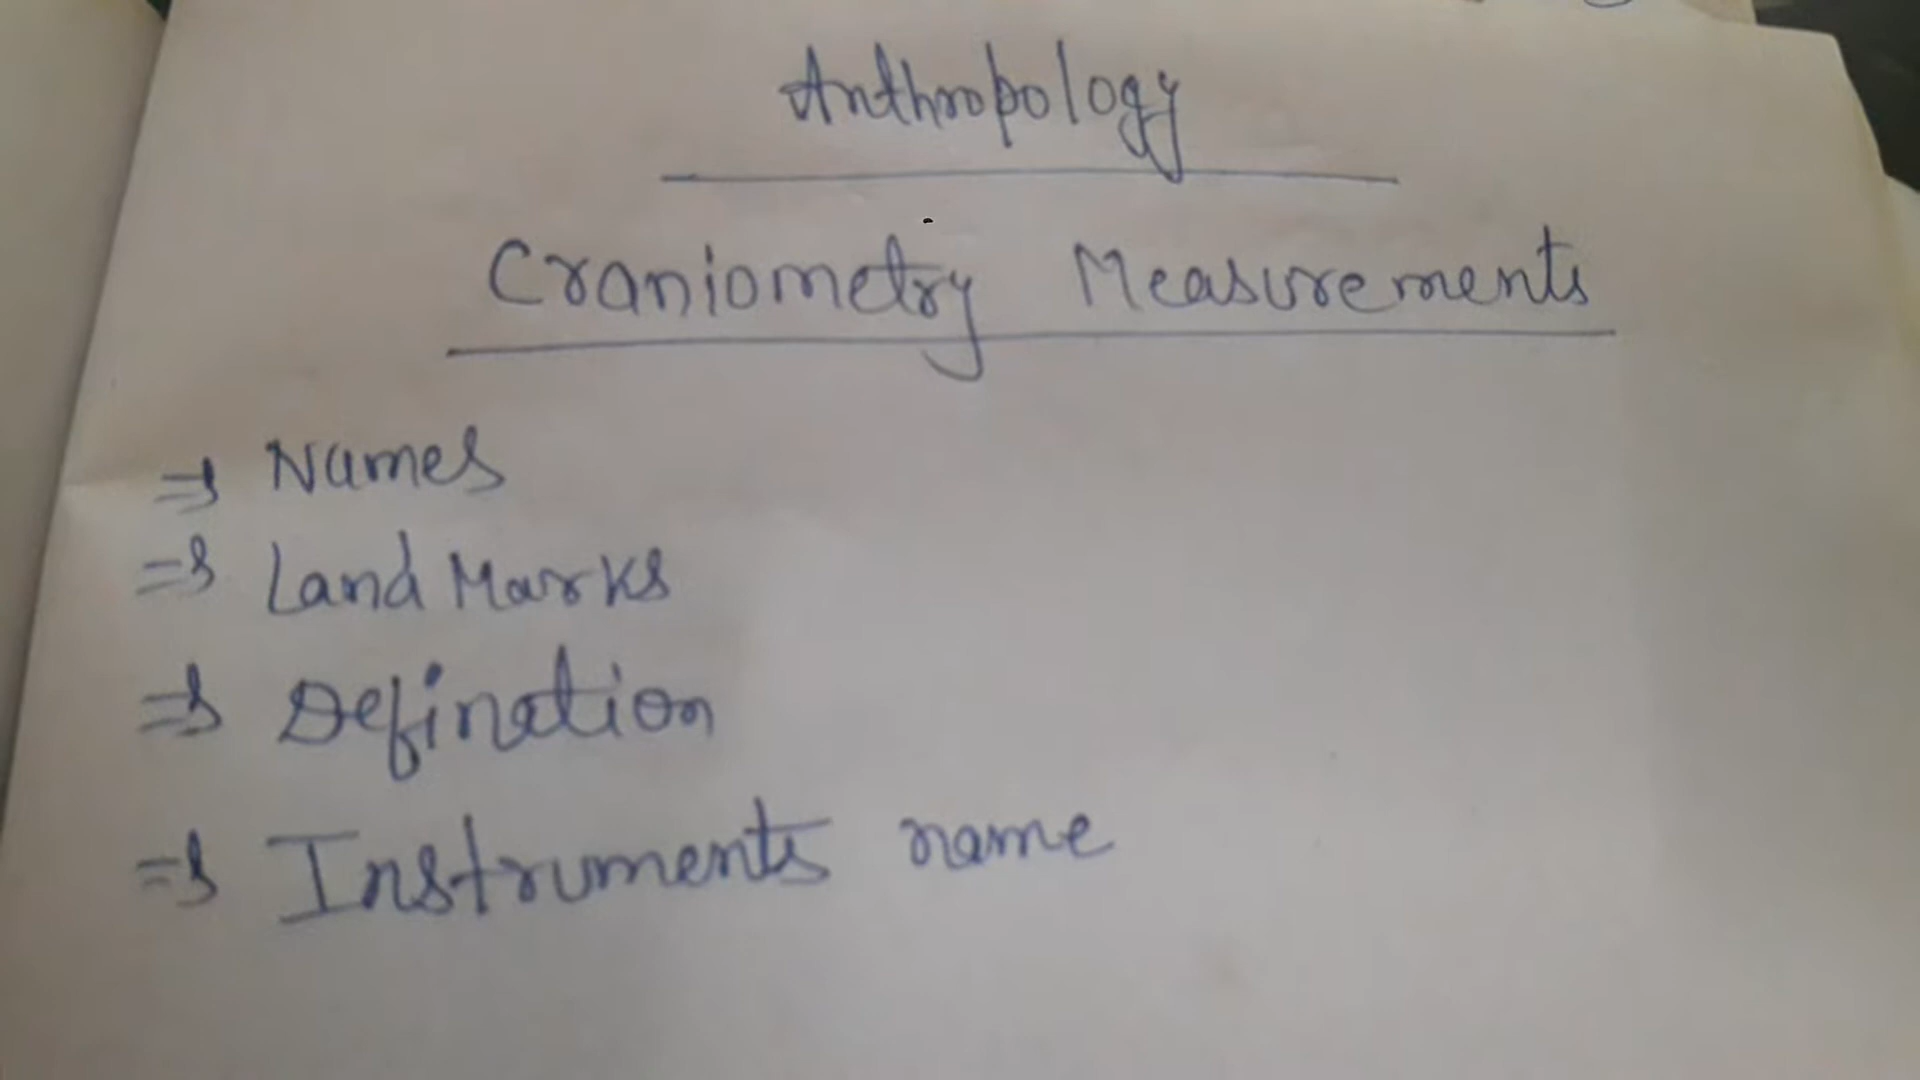 Anthropology
Craniometry Measurements
⇒ Names
⇒ Land Marks
⇒ Defination
⇒ Instruments name